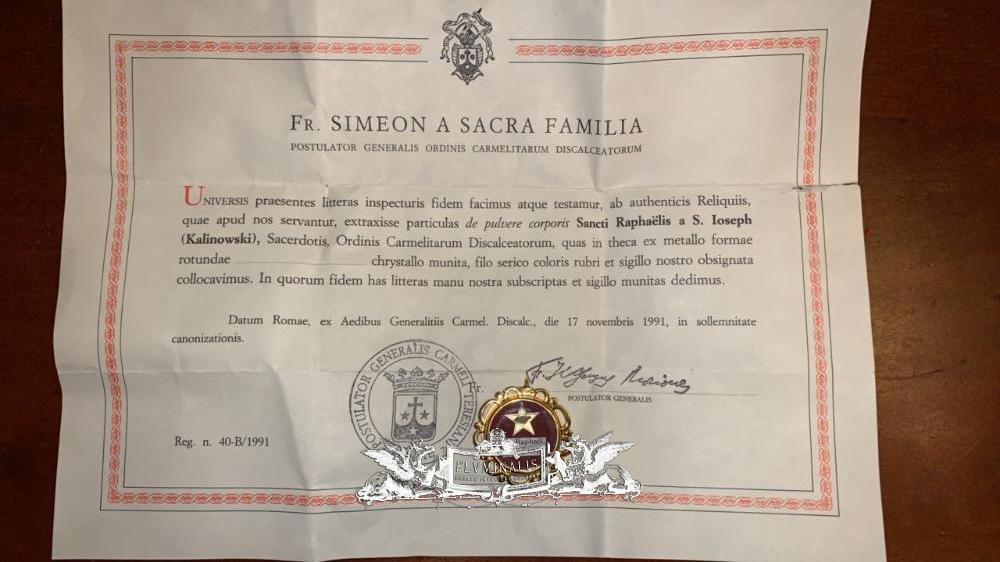 FR. SIMEON A SACRA FAMILIA
POSTULATOR GENERALIS ORDINIS CARMELITARUM DISCALCEATORUM
UNIVERSIS praesentes litteras inspecturis fidem facimus atque testamur, ab authenticis Reliquiis,
quae apud nos servantur, extraxisse particulas de pulvere corporis Sancti Raphaëlis a S. Ioseph
(Kalinowski), Sacerdotis, Ordinis Carmelitarum Discalceatorum, quas in theca ex metallo formae
rotundae chrystallo munita, filo serico coloris rubri et sigillo nostro obsignata
collocavimus. In quorum fidem has litteras manu nostra subscriptas et sigillo munitas dedimus.
Datum Romae, ex Aedibus Generalitiis Carmel. Discalc., die 17 novembris 1991, in sollemnitate
canonizationis.
POSTULATOR GENERALIS CARMELI TERESIANI
Fr.
POSTULATOR GENERALIS
Reg. n. 40-B/1991
Raphael
FLVMINALIS